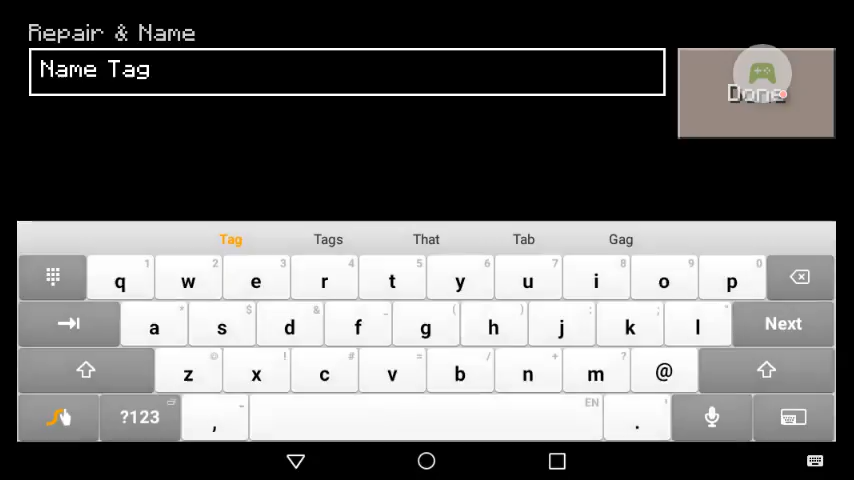 Repair & Name
Name Tag
Done
Tag Tags That Tab Gag
1 2 3 4 5 6 7 8 9 0
q w e r t y u i o p
* $ & _ ( ) : ; "
a s d f g h j k l Next
☺ ! # = / + ?
z x c v b n m @
EN
?123 , .